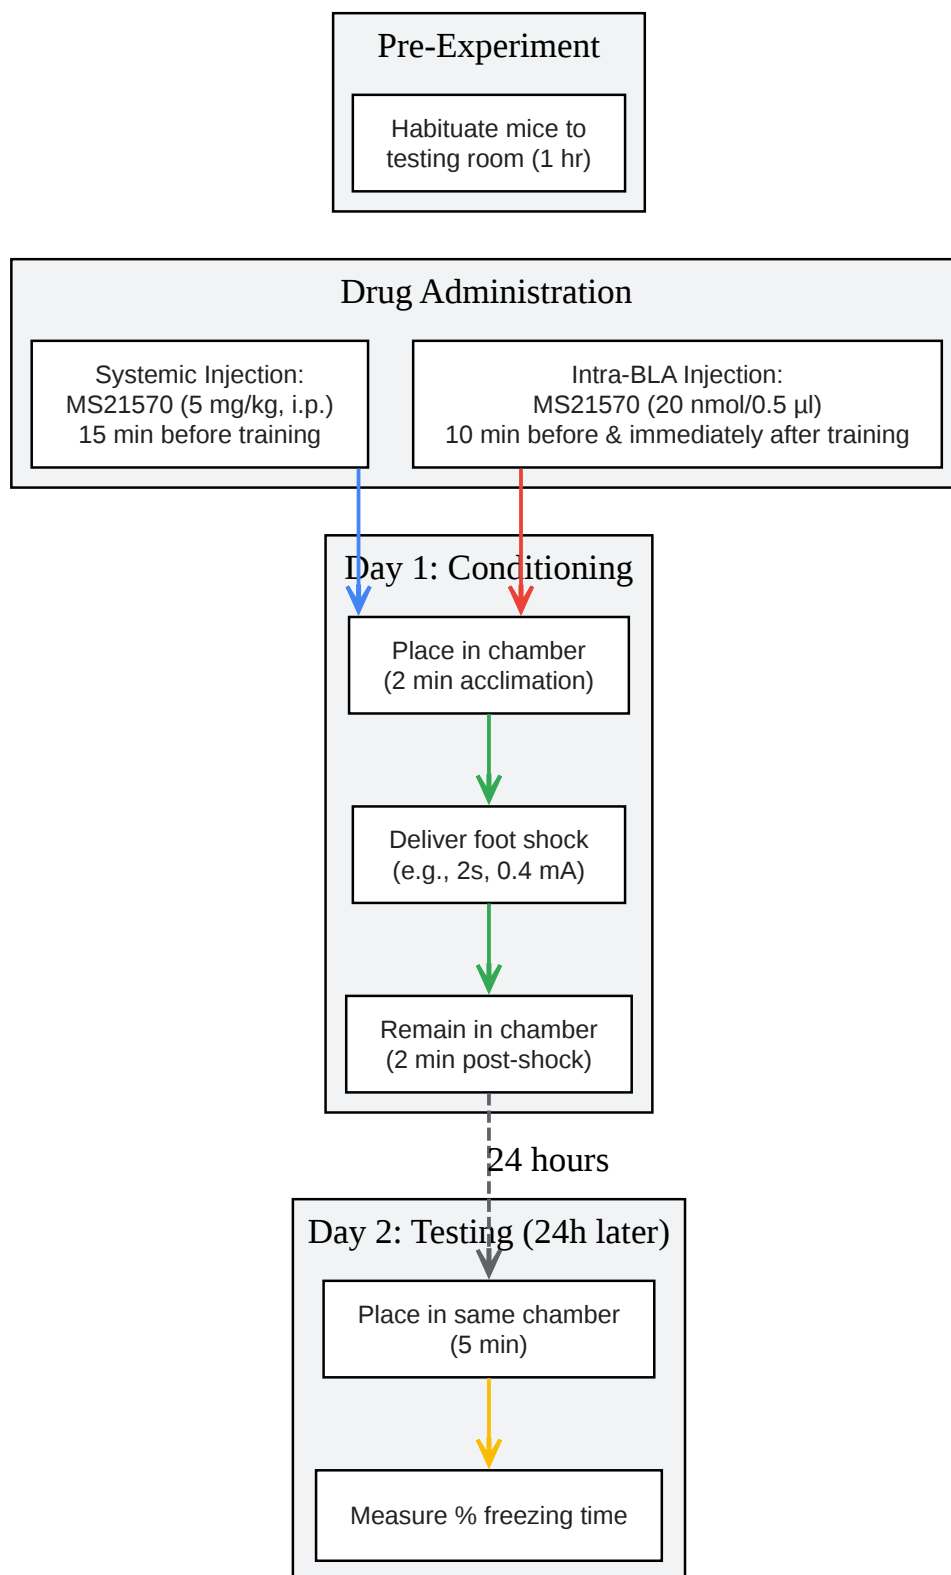 Pre-Experiment
Habituate mice to
testing room (1 hr)
Drug Administration
Systemic Injection:
MS21570 (5 mg/kg, i.p.)
15 min before training
Intra-BLA Injection:
MS21570 (20 nmol/0.5 µl)
10 min before & immediately after training
Day 1: Conditioning
Place in chamber
(2 min acclimation)
Deliver foot shock
(e.g., 2s, 0.4 mA)
Remain in chamber
(2 min post-shock)
24 hours
Day 2: Testing (24h later)
Place in same chamber
(5 min)
Measure % freezing time